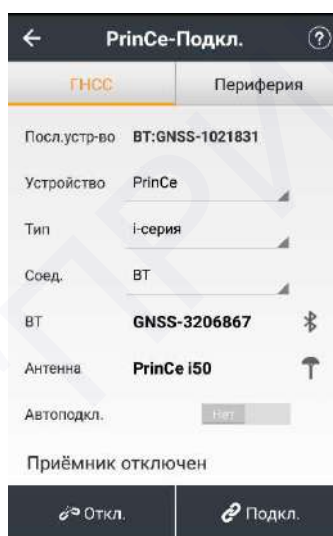 PrinCe-Подкл. ?
ГНСС Периферия
Посл.устр-во BT:GNSS-1021831
Устройство PrinCe
Тип i-серия
Соед. BT
BT GNSS-3206867
Антенна PrinCe i50
Автоподкл. Нет
Приёмник отключен
Откл. Подкл.